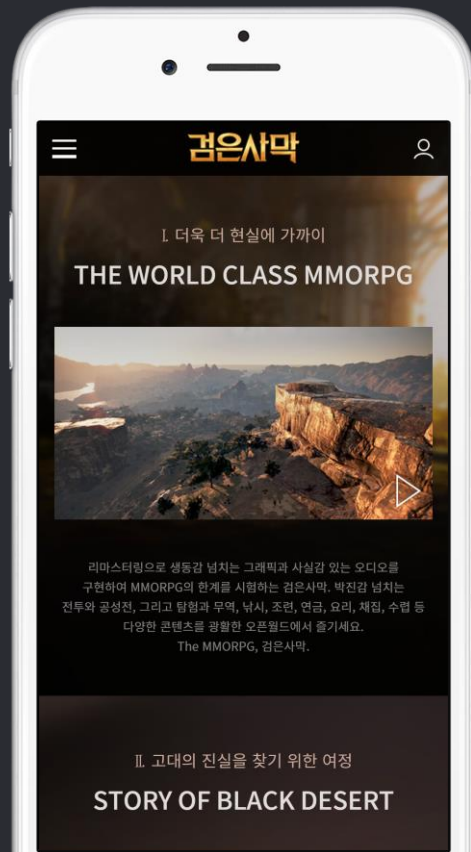 검은사막
I. 더욱 더 현실에 가까이
THE WORLD CLASS MMORPG
리마스터링으로 생동감 넘치는 그래픽과 사실감 있는 오디오를
구현하여 MMORPG의 한계를 시험하는 검은사막. 박진감 넘치는
전투와 공성전, 그리고 탐험과 무역, 낚시, 조련, 연금, 요리, 채집, 수렵 등
다양한 콘텐츠를 광활한 오픈월드에서 즐기세요.
The MMORPG, 검은사막.
II. 고대의 진실을 찾기 위한 여정
STORY OF BLACK DESERT